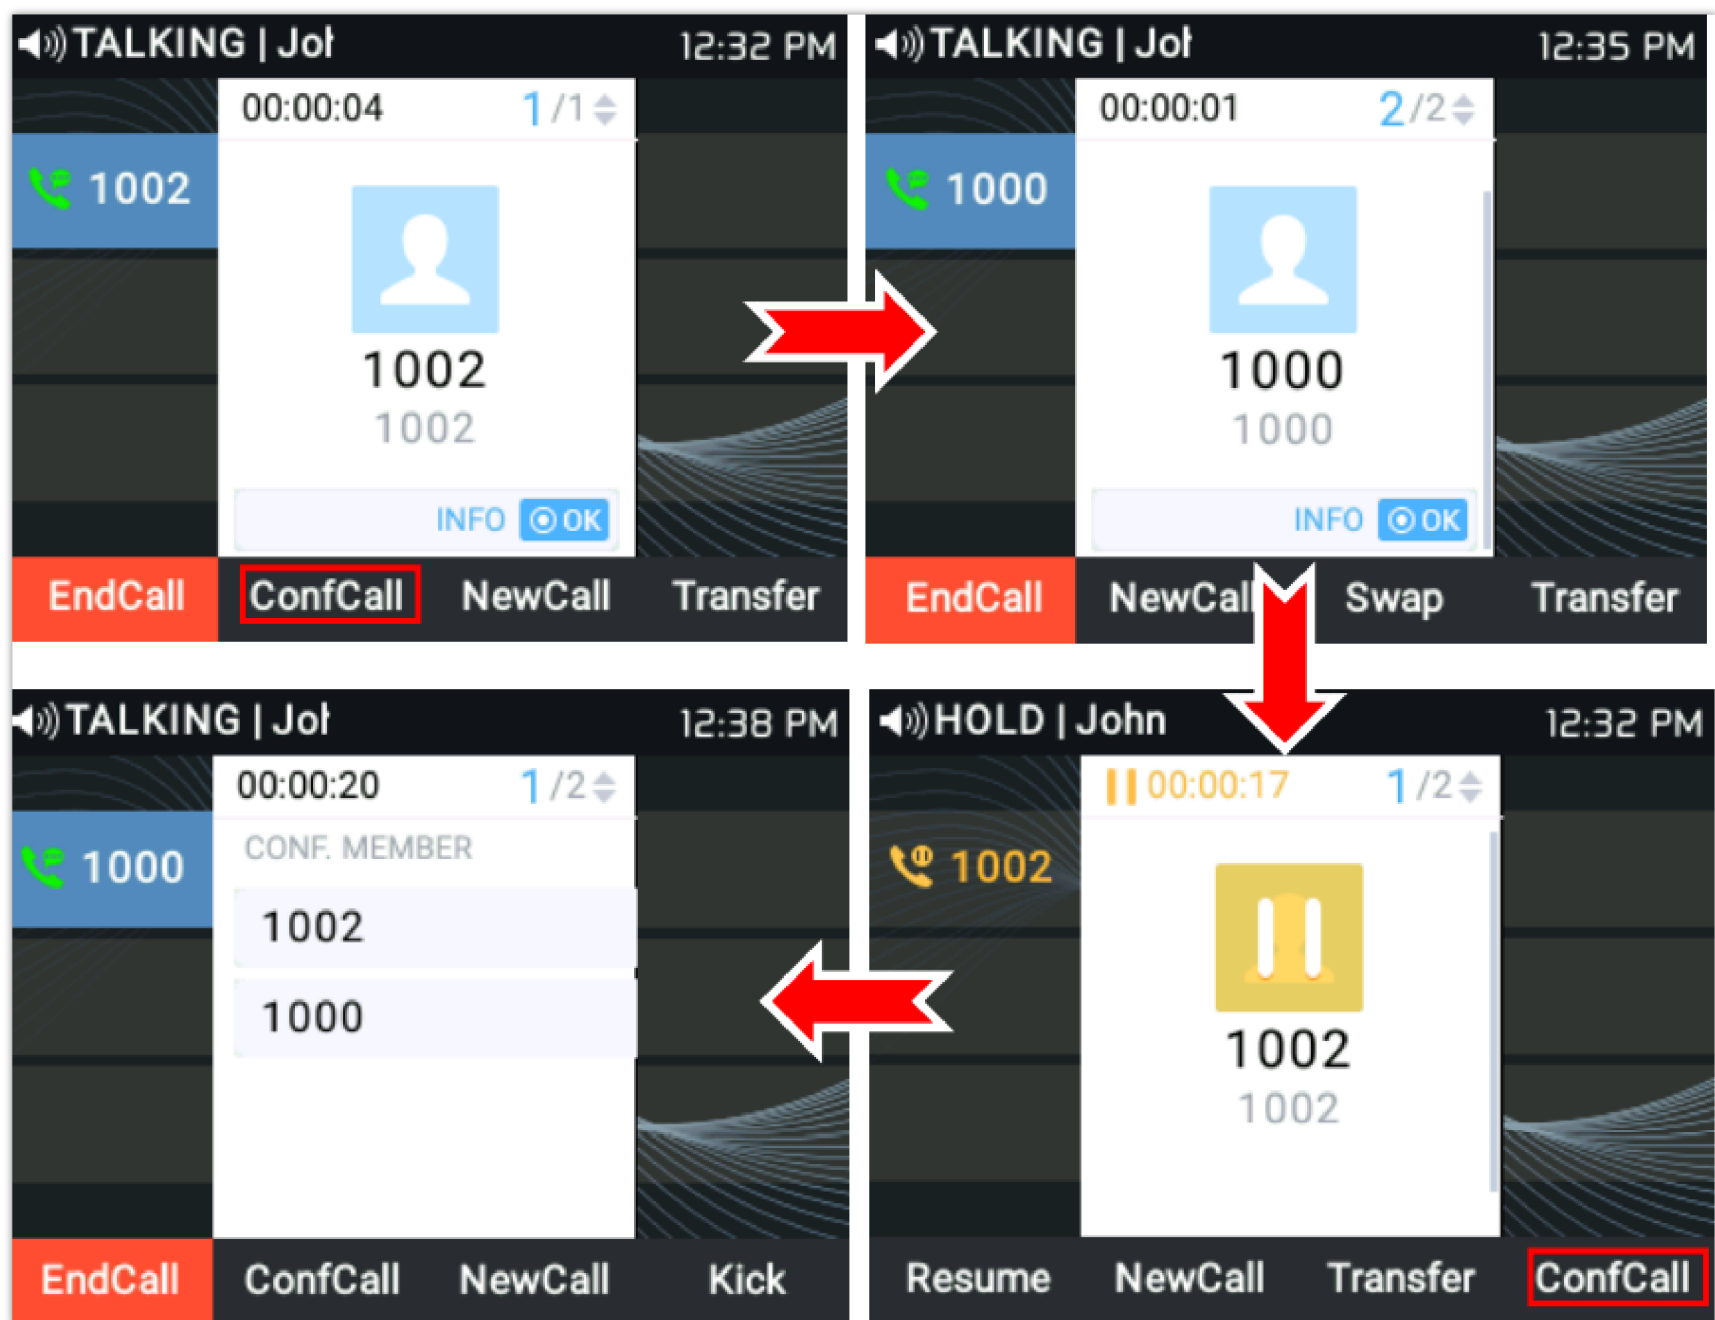 TALKING | Joh
12:32 PM
00:00:04
1/1
1002
1002
1002
INFO OK
EndCall
ConfCall
NewCall
Transfer
TALKING | Joh
12:35 PM
00:00:01
2/2
1000
1000
1000
INFO OK
EndCall
NewCall
Swap
Transfer
HOLD | John
12:32 PM
00:00:17
1/2
1002
1002
1002
Resume
NewCall
Transfer
ConfCall
TALKING | Joh
12:38 PM
00:00:20
1/2
1000
CONF. MEMBER
1002
1000
EndCall
ConfCall
NewCall
Kick